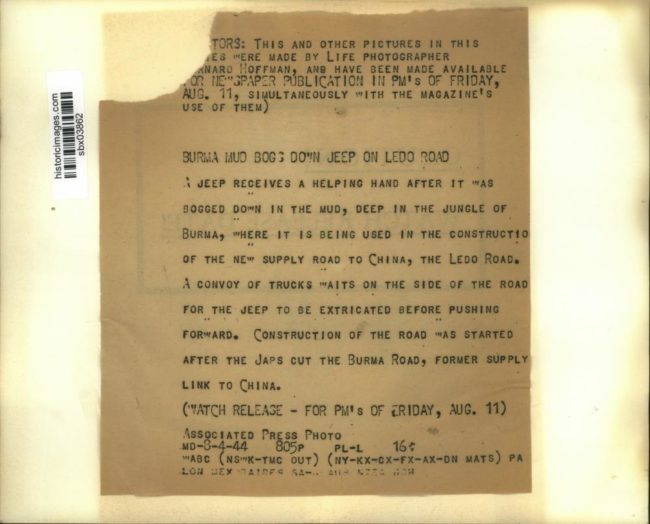 TORS: THIS AND OTHER PICTURES IN THIS
ES WERE MADE BY LIFE PHOTOGRAPHER
RNARD HOFFMAN, AND HAVE BEEN MADE AVAILABLE
FOR NEWSPAPER PUBLICATION IN PM'S OF FRIDAY,
AUG. 11, SIMULTANEOUSLY WITH THE MAGAZINE'S
USE OF THEM)
BURMA MUD BOGG DOWN JEEP ON LEDO ROAD
A JEEP RECEIVES A HELPING HAND AFTER IT WAS
BOGGED DOWN IN THE MUD, DEEP IN THE JUNGLE OF
BURMA, WHERE IT IS BEING USED IN THE CONSTRUCTIO
OF THE NEW SUPPLY ROAD TO CHINA, THE LEDO ROAD.
A CONVOY OF TRUCKS WAITS ON THE SIDE OF THE ROAD
FOR THE JEEP TO BE EXTRICATED BEFORE PUSHING
FORWARD. CONSTRUCTION OF THE ROAD WAS STARTED
AFTER THE JAPS CUT THE BURMA ROAD, FORMER SUPPLY
LINK TO CHINA.
(WATCH RELEASE - FOR PM'S OF FRIDAY, AUG. 11)
ASSOCIATED PRESS PHOTO
MD-8-4-44 805P PL-L 16¢
WABC (NSWK-TMC OUT) (NY-KX-CX-FX-AX-DN MATS) PA
LON MEX
historicimages.com
sbx03862